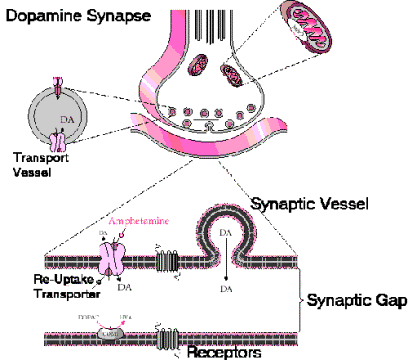 Dopamine Synapse
DA
Transport
Vessel
Synaptic Vessel
Amphetamine
DA
DA
Re-Uptake
Transporter
DA
DA
Synaptic Gap
Receptors